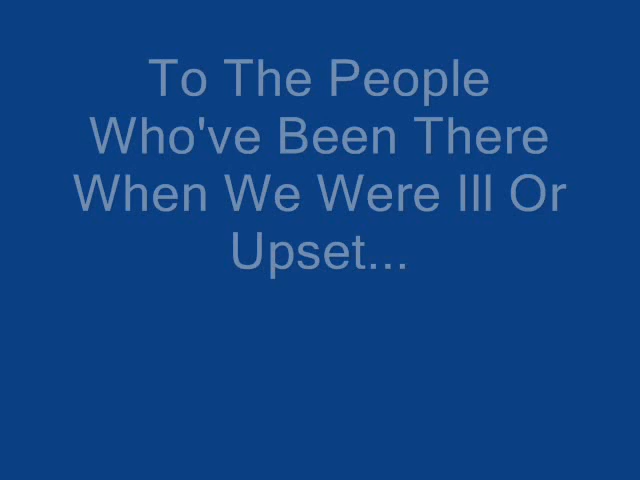 To The People
Who've Been There
When We Were Ill Or
Upset...